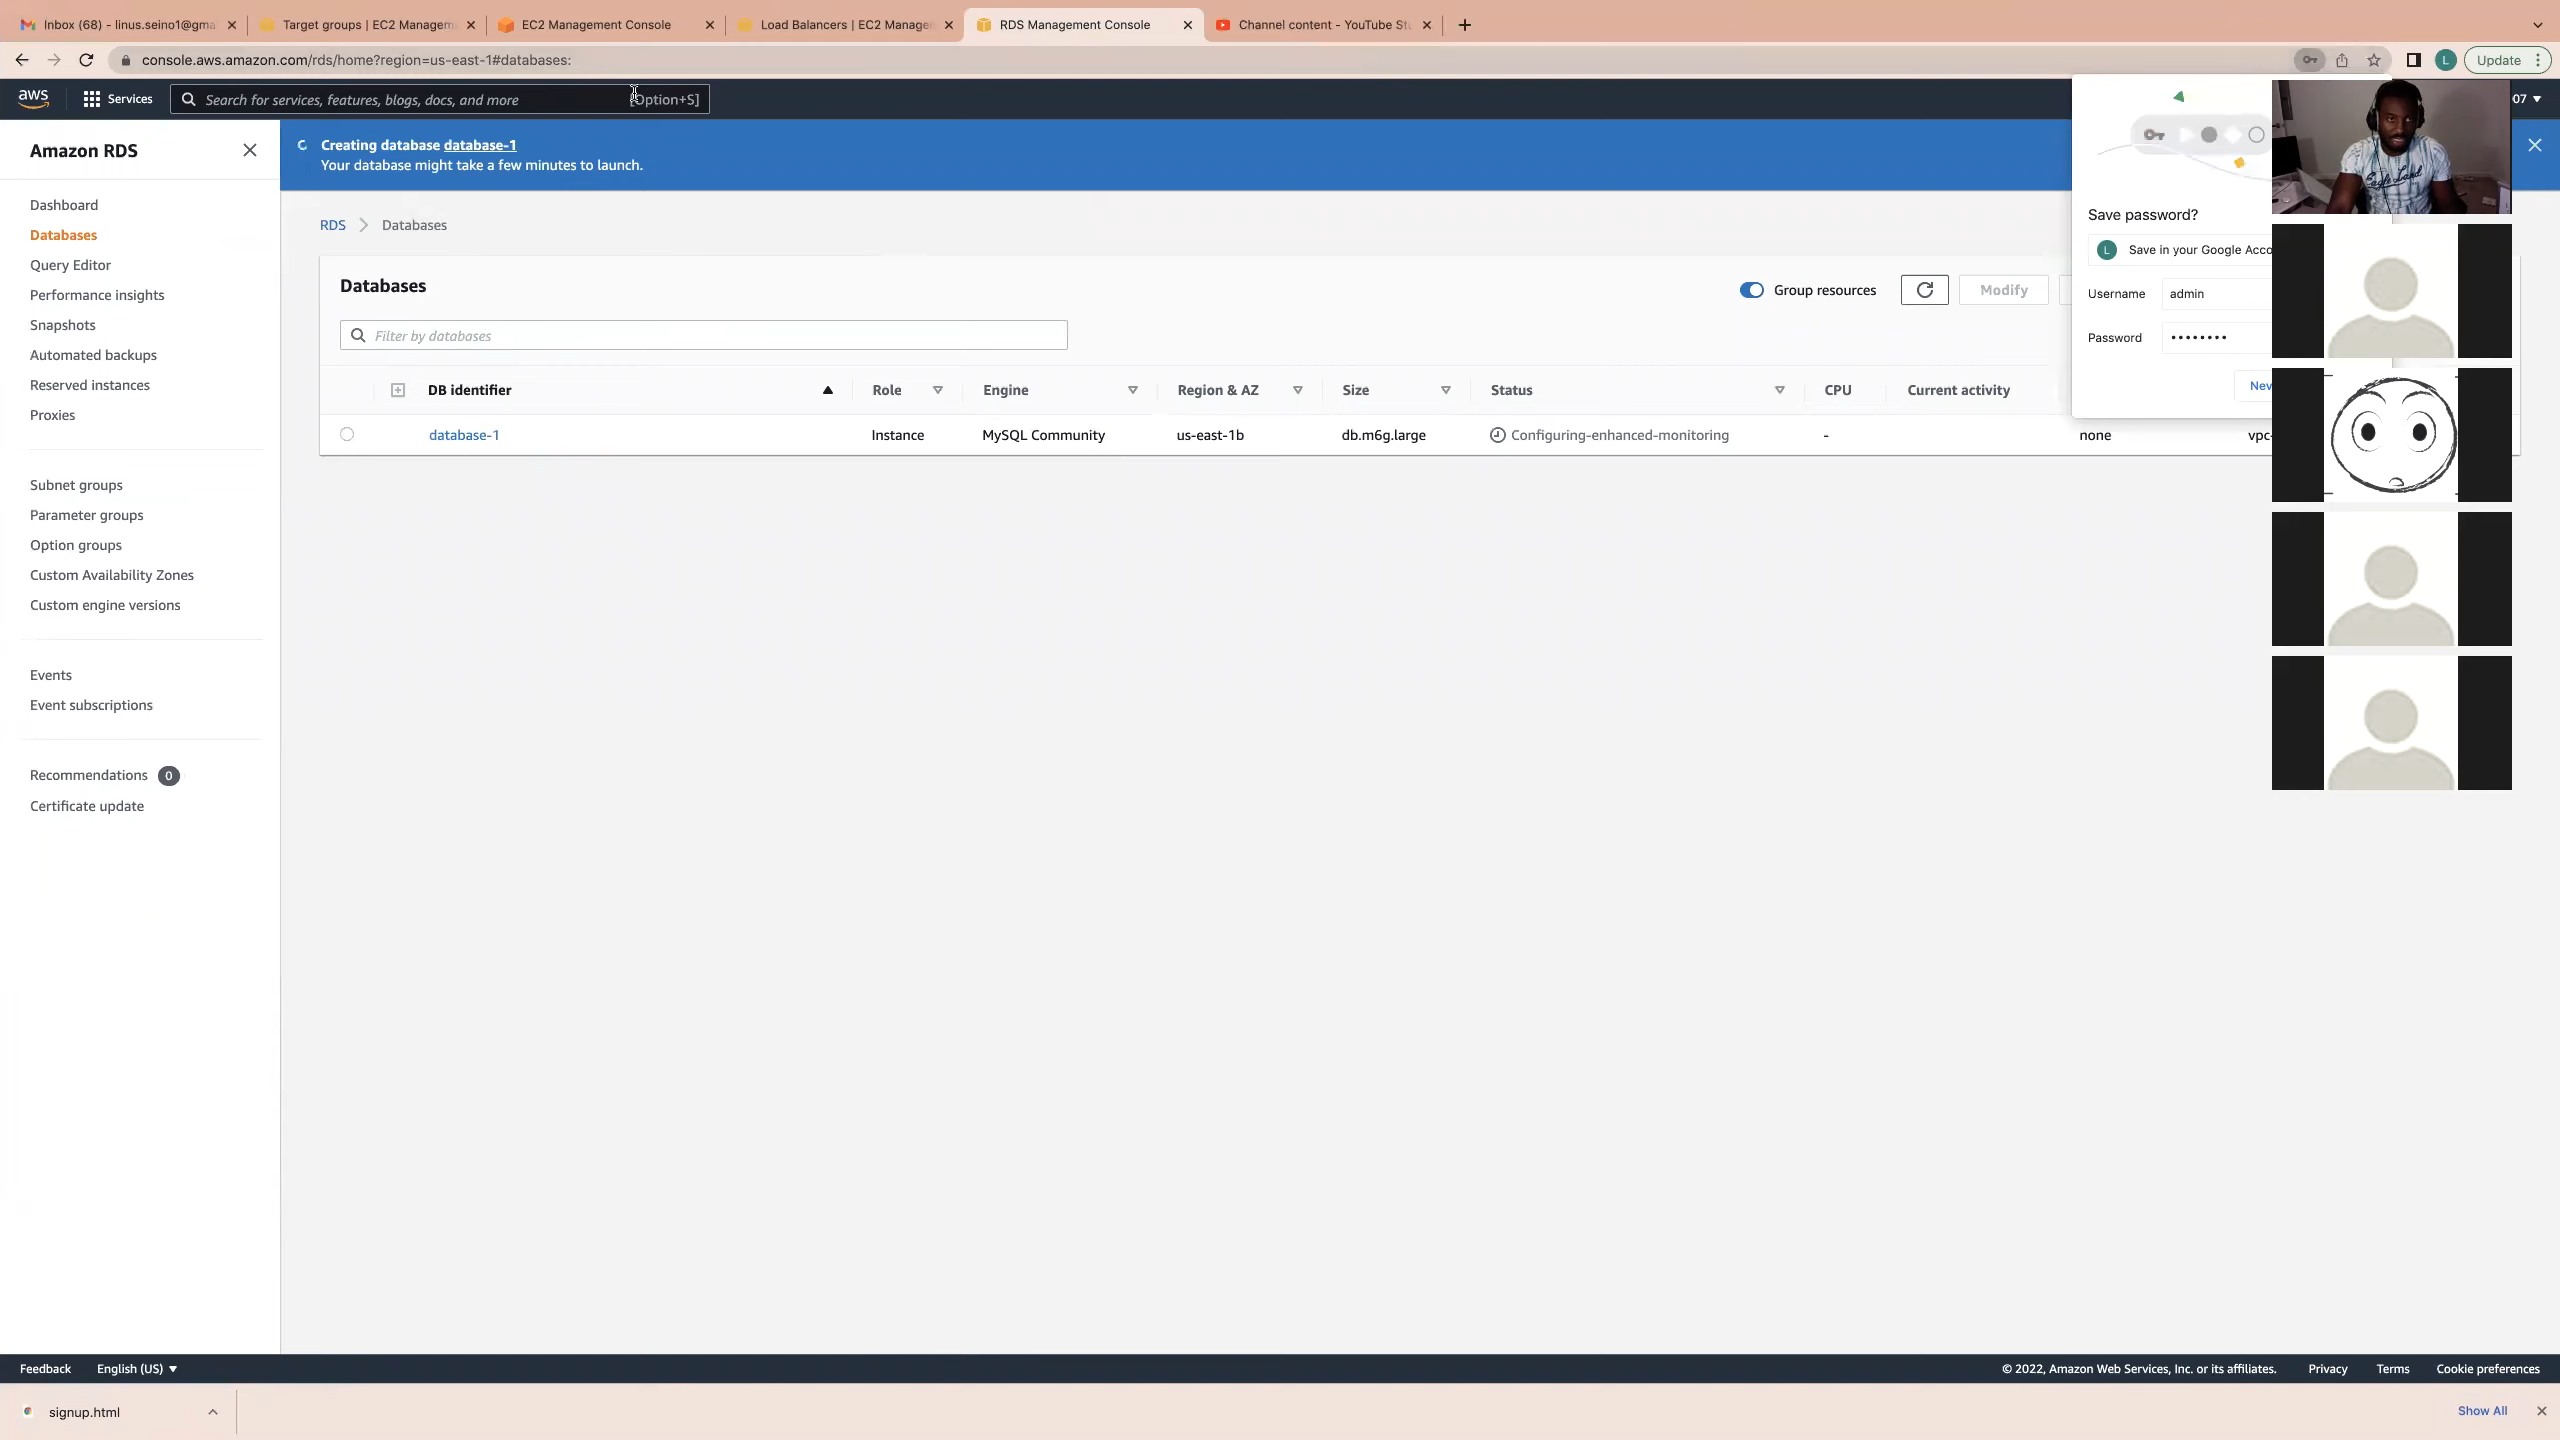 Inbox (68) - linus.seino1@gma
Target groups | EC2 Managem
EC2 Management Console
Load Balancers | EC2 Manage
RDS Management Console
Channel content - YouTube St
console.aws.amazon.com/rds/home?region=us-east-1#databases:
L
Update
aws
Services
Search for services, features, blogs, docs, and more
[Option+S]
07
Amazon RDS
Dashboard
Databases
Query Editor
Performance insights
Snapshots
Automated backups
Reserved instances
Proxies
Subnet groups
Parameter groups
Option groups
Custom Availability Zones
Custom engine versions
Events
Event subscriptions
Recommendations 0
Certificate update
Creating database database-1
Your database might take a few minutes to launch.
RDS > Databases
Databases
Group resources
Modify
Filter by databases
DB identifier Role Engine Region & AZ Size Status CPU Current activity
database-1 Instance MySQL Community us-east-1b db.m6g.large Configuring-enhanced-monitoring - none vpc-
Save password?
L Save in your Google Acco
Username admin
Password ••••••••
Nev
Eagle Land
Feedback English (US)
© 2022, Amazon Web Services, Inc. or its affiliates. Privacy Terms Cookie preferences
signup.html
Show All